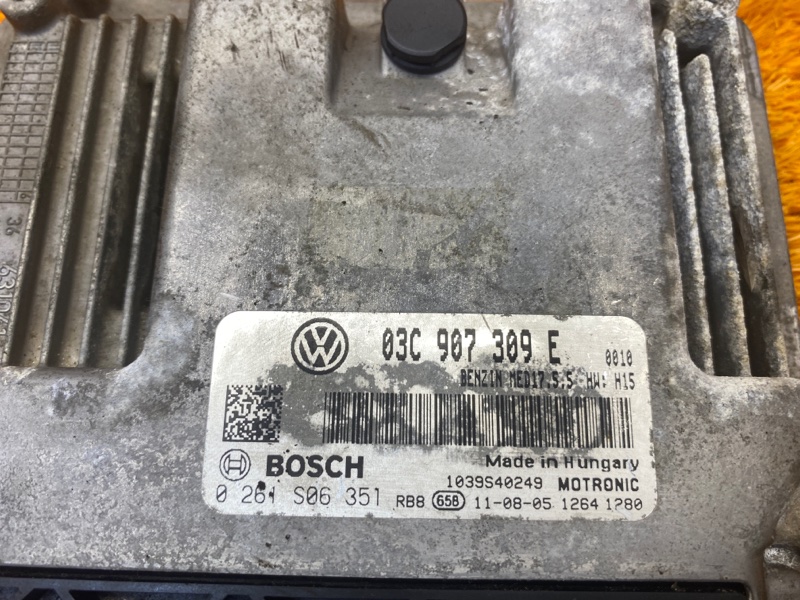 03C 907 309 E 0010
BENZIN MED17.5.5 HW: H15
BOSCH Made in Hungary
1039S40249 MOTRONIC
0 261 S06 351 RB8 658 11-08-05 1264 1280
36